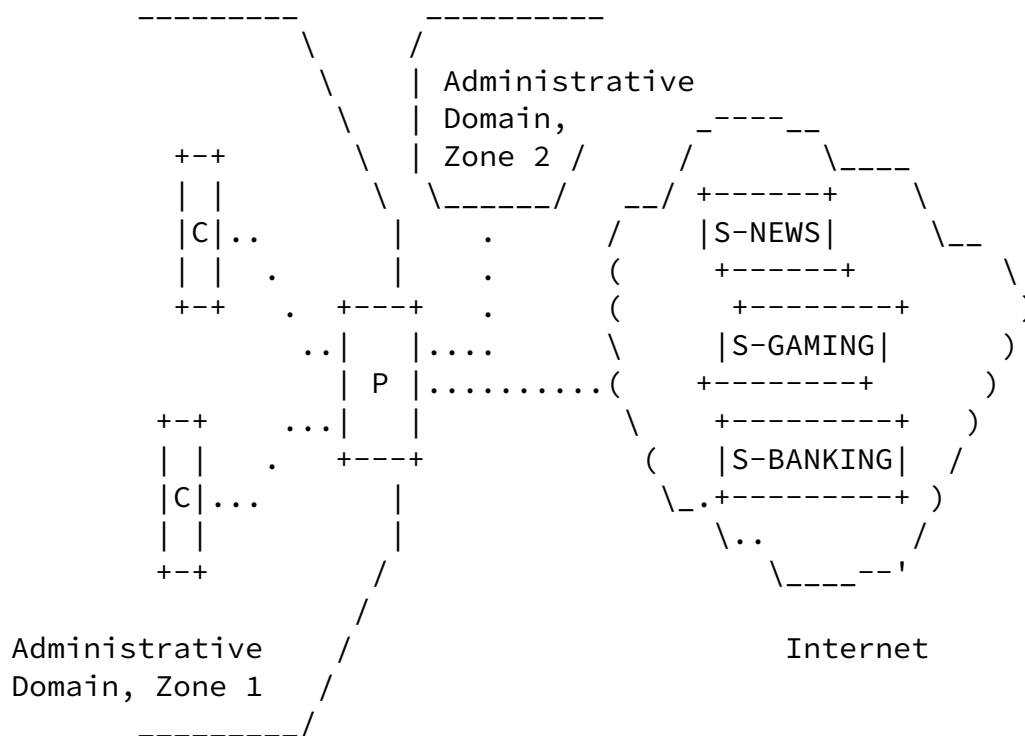 Administrative
Domain,
Zone 2
C
S-NEWS
S-GAMING
P
S-BANKING
C
Administrative
Domain, Zone 1
Internet